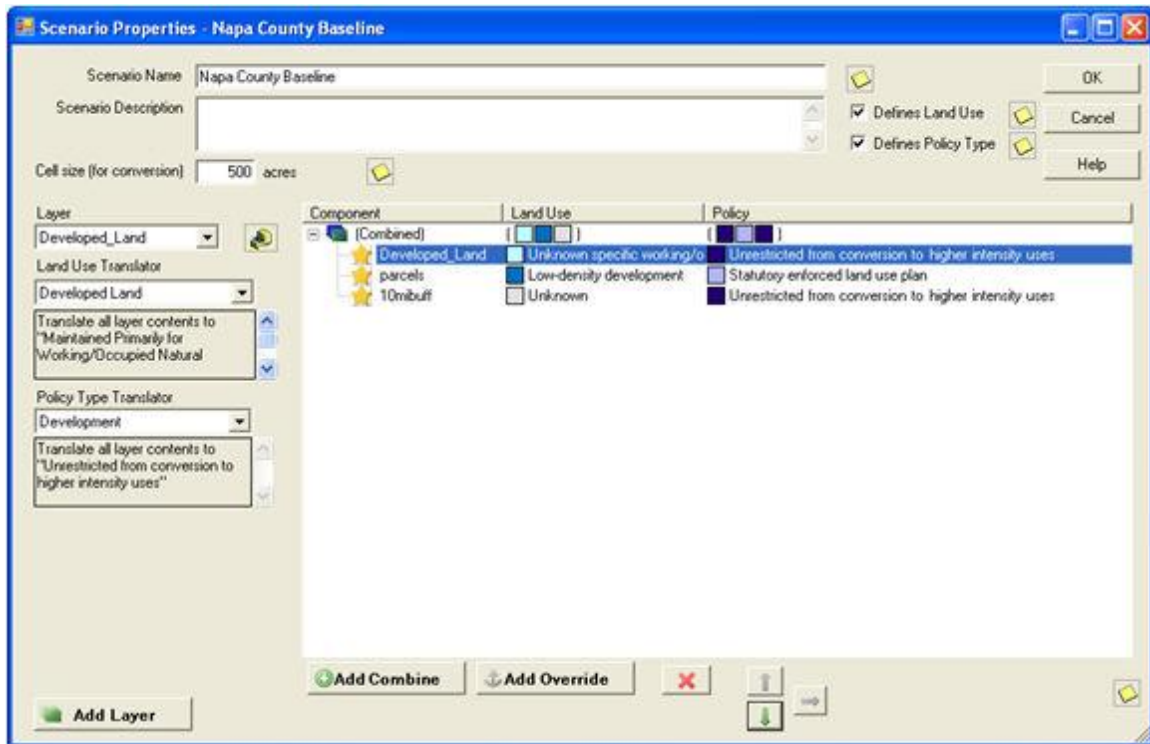 Scenario Properties - Napa County Baseline
Scenario Name Napa County Baseline OK
Scenario Description Defines Land Use Cancel
Defines Policy Type
Help
Cell size (for conversion) 500 acres
Layer
Developed_Land
Land Use Translator
Developed Land
Translate all layer contents to
"Maintained Primarily for
Working/Occupied Natural
Policy Type Translator
Development
Translate all layer contents to
"Unrestricted from conversion to
higher intensity uses"
Component Land Use Policy
(Combined) ( ) ( )
Developed_Land Unknown specific working/o Unrestricted from conversion to higher intensity uses
parcels Low-density development Statutory enforced land use plan
10mibuff Unknown Unrestricted from conversion to higher intensity uses
Add Combine Add Override
Add Layer